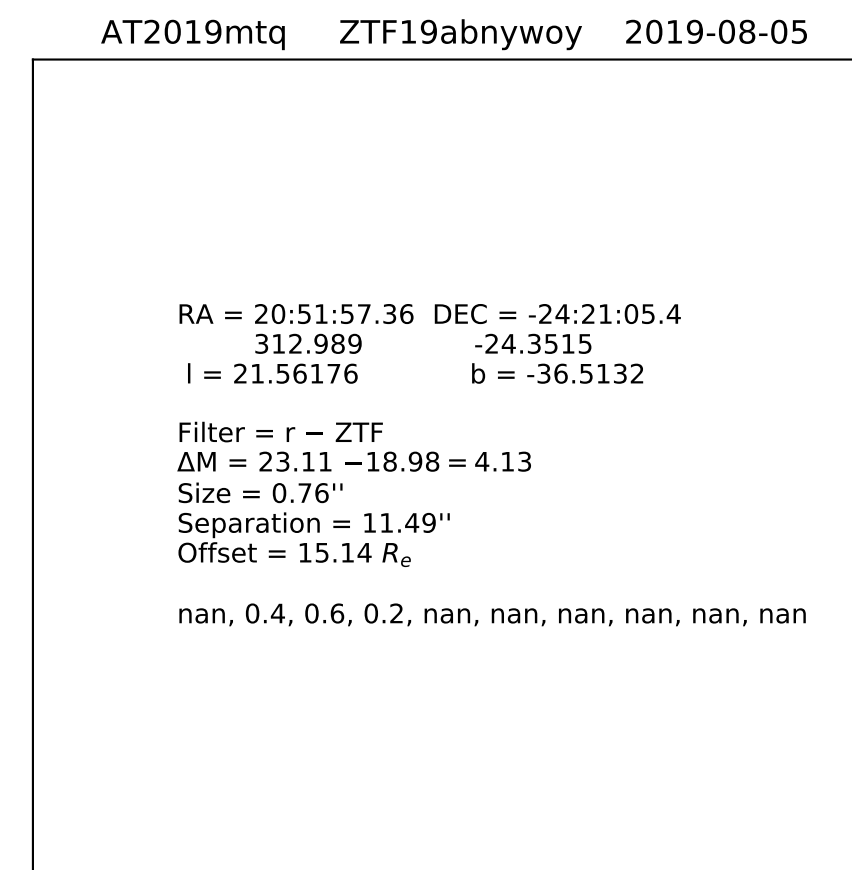 AT2019mtq ZTF19abnywoy 2019-08-05
RA = 20:51:57.36 DEC = -24:21:05.4
312.989 -24.3515
l = 21.56176 b = -36.5132
Filter = r − ZTF
ΔM = 23.11 −18.98 = 4.13
Size = 0.76''
Separation = 11.49''
Offset = 15.14 Rₑ
nan, 0.4, 0.6, 0.2, nan, nan, nan, nan, nan, nan